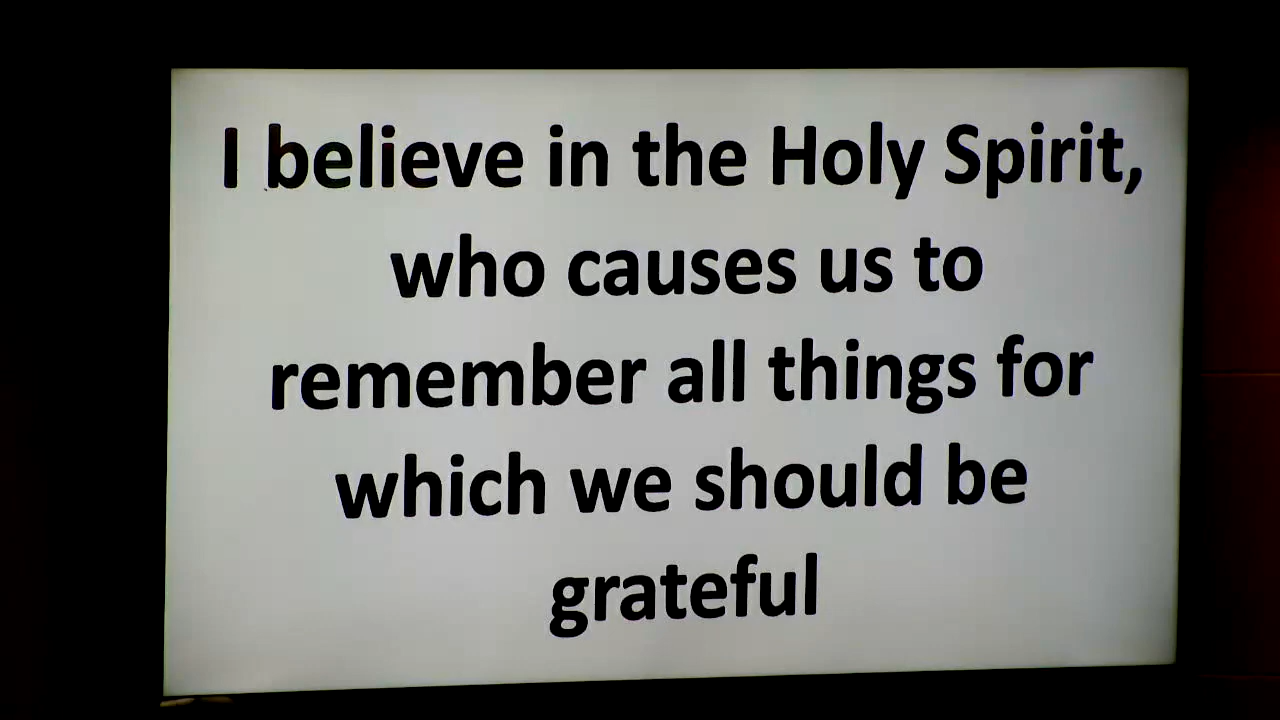 I believe in the Holy Spirit,
who causes us to
remember all things for
which we should be
grateful